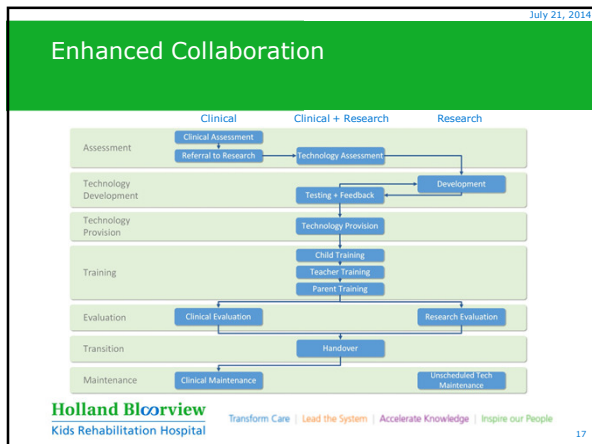 July 21, 2014
Enhanced Collaboration
Clinical
Clinical + Research
Research
Assessment
Clinical Assessment
Referral to Research
Technology Assessment
Technology
Development
Development
Testing + Feedback
Technology
Provision
Technology Provision
Training
Child Training
Teacher Training
Parent Training
Evaluation
Clinical Evaluation
Research Evaluation
Transition
Handover
Maintenance
Clinical Maintenance
Unscheduled Tech
Maintenance
Holland Bloorview
Kids Rehabilitation Hospital
Transform Care | Lead the System | Accelerate Knowledge | Inspire our People
17